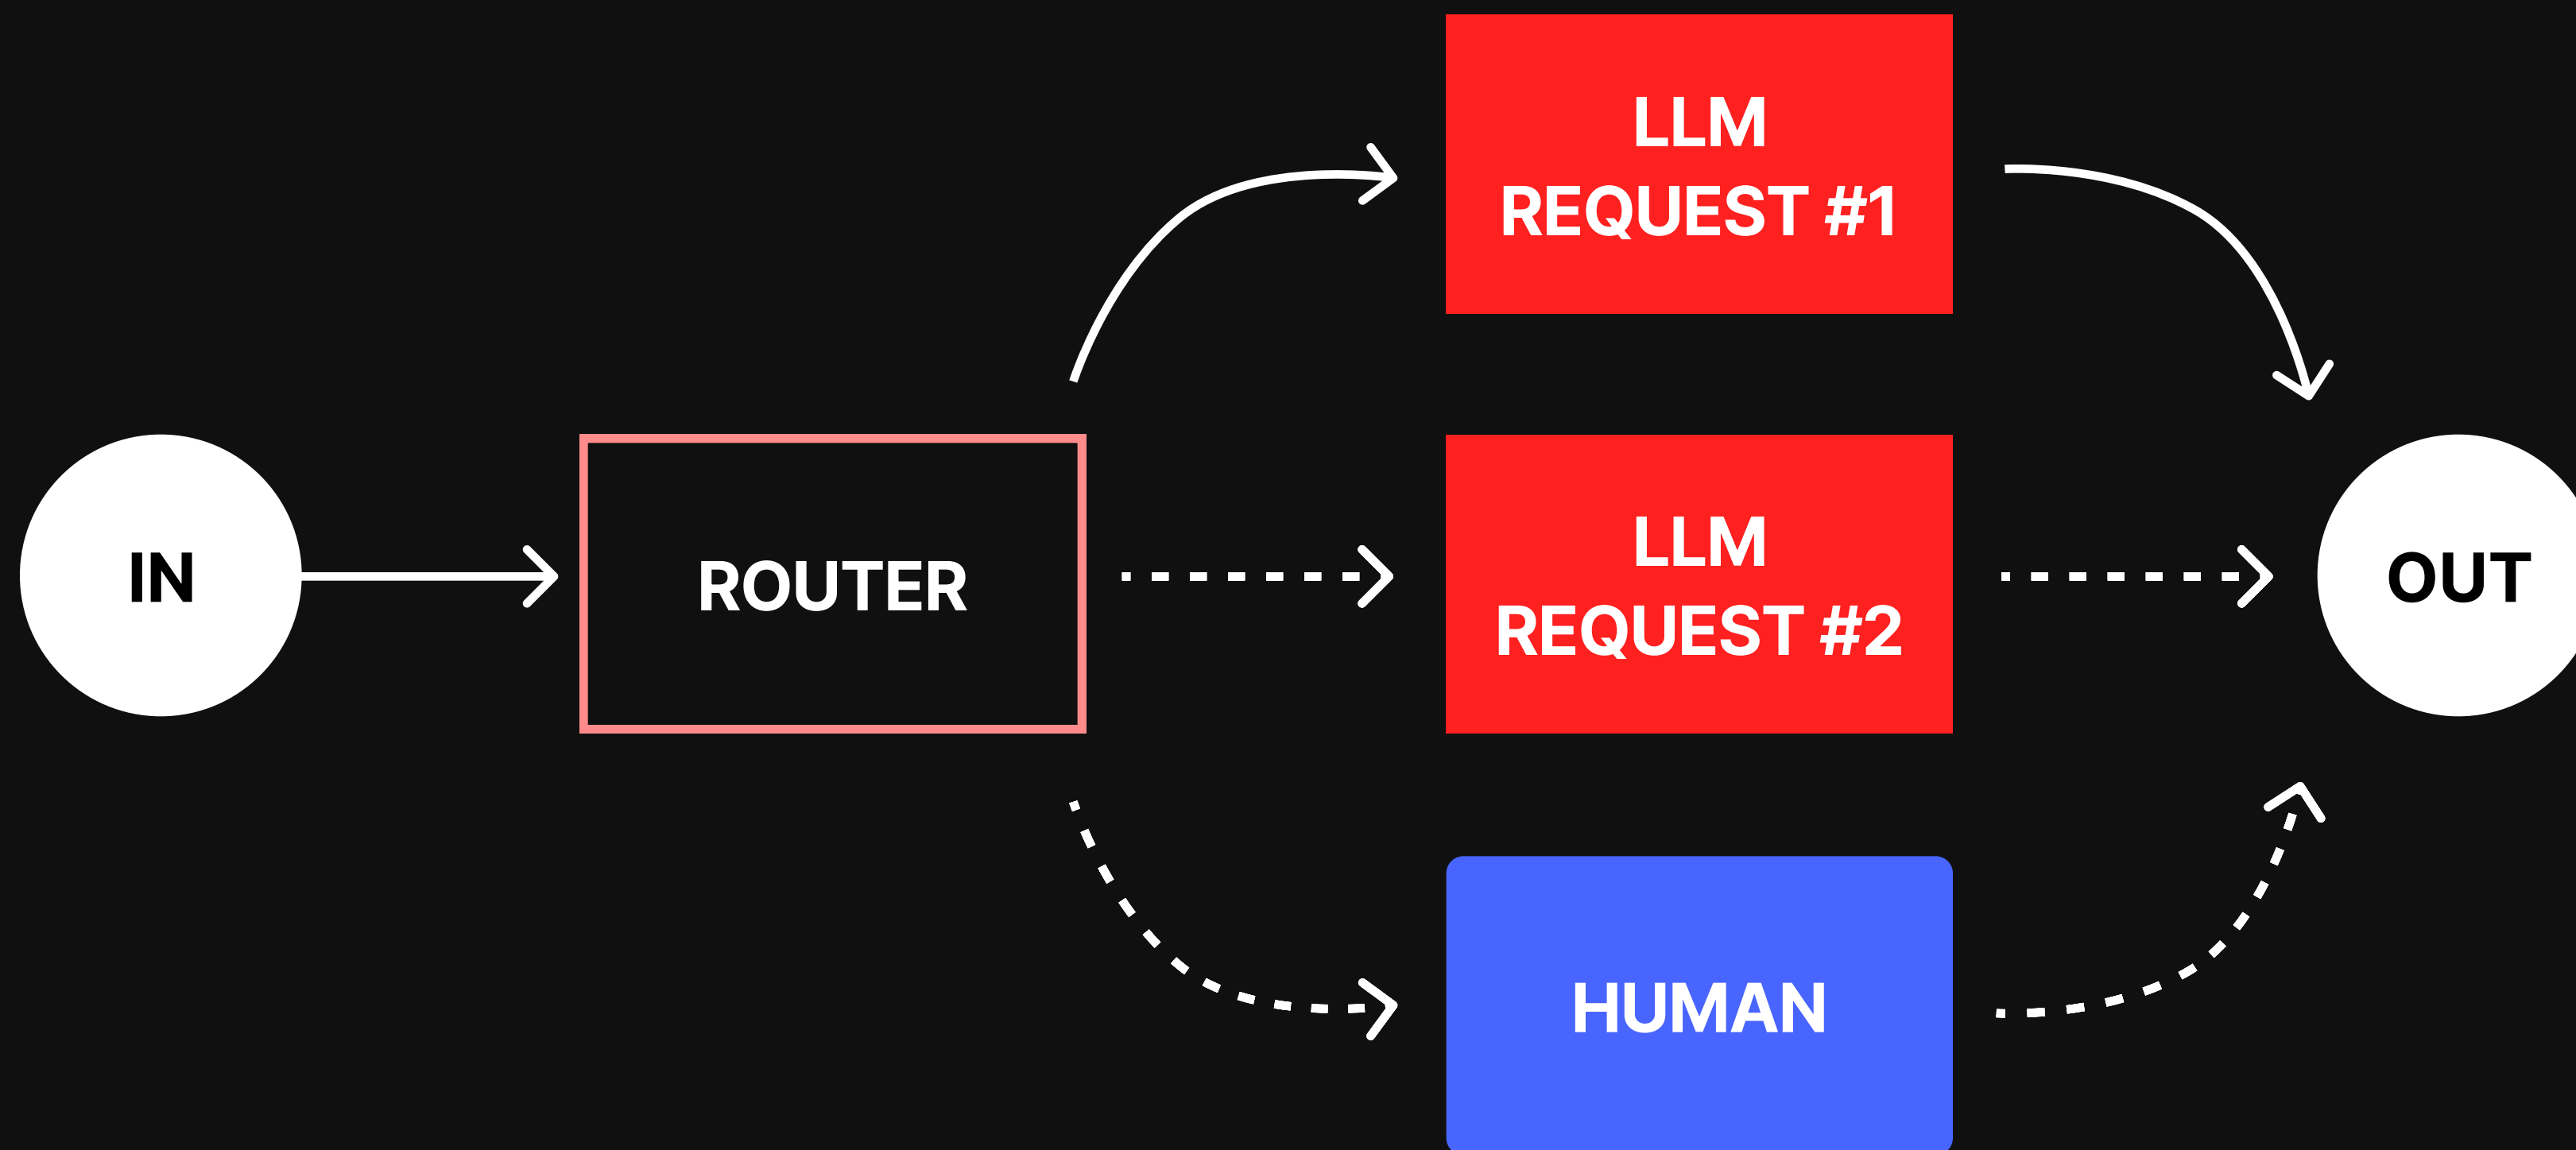 IN
ROUTER
LLM
REQUEST #1
LLM
REQUEST #2
HUMAN
OUT